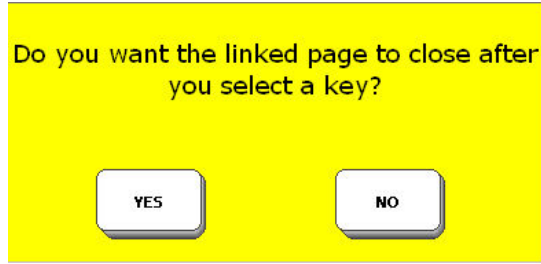 Do you want the linked page to close after
you select a key?
YES NO